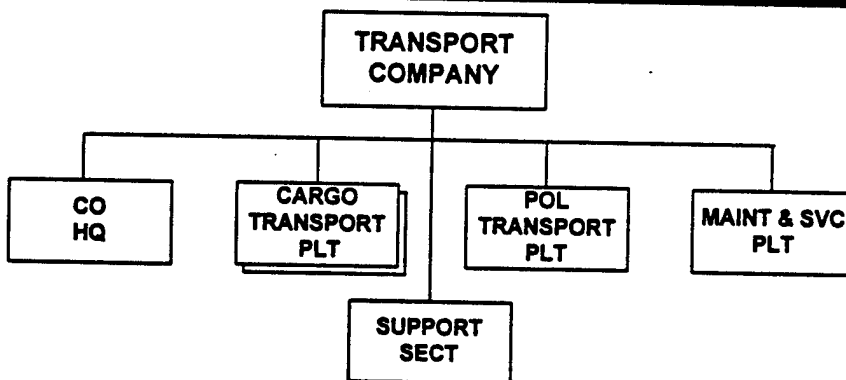 TRANSPORT
COMPANY
CO
HQ
CARGO
TRANSPORT
PLT
POL
TRANSPORT
PLT
MAINT & SVC
PLT
SUPPORT
SECT